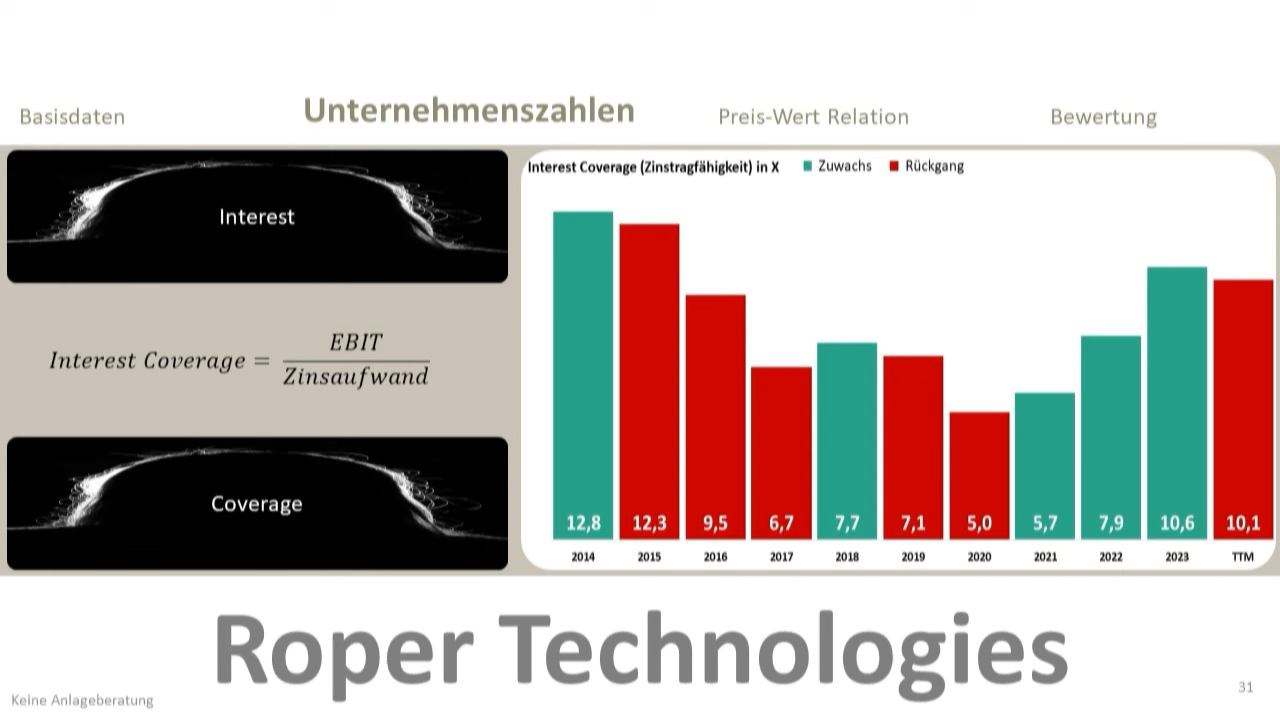 Basisdaten
Unternehmenszahlen
Preis-Wert Relation
Bewertung
Interest
Interest Coverage = EBIT / Zinsaufwand
Coverage
Interest Coverage (Zinstragfähigkeit) in X
Zuwachs
Rückgang
12,8 12,3 9,5 6,7 7,7 7,1 5,0 5,7 7,9 10,6 10,1
2014 2015 2016 2017 2018 2019 2020 2021 2022 2023 TTM
Roper Technologies
Keine Anlageberatung
31